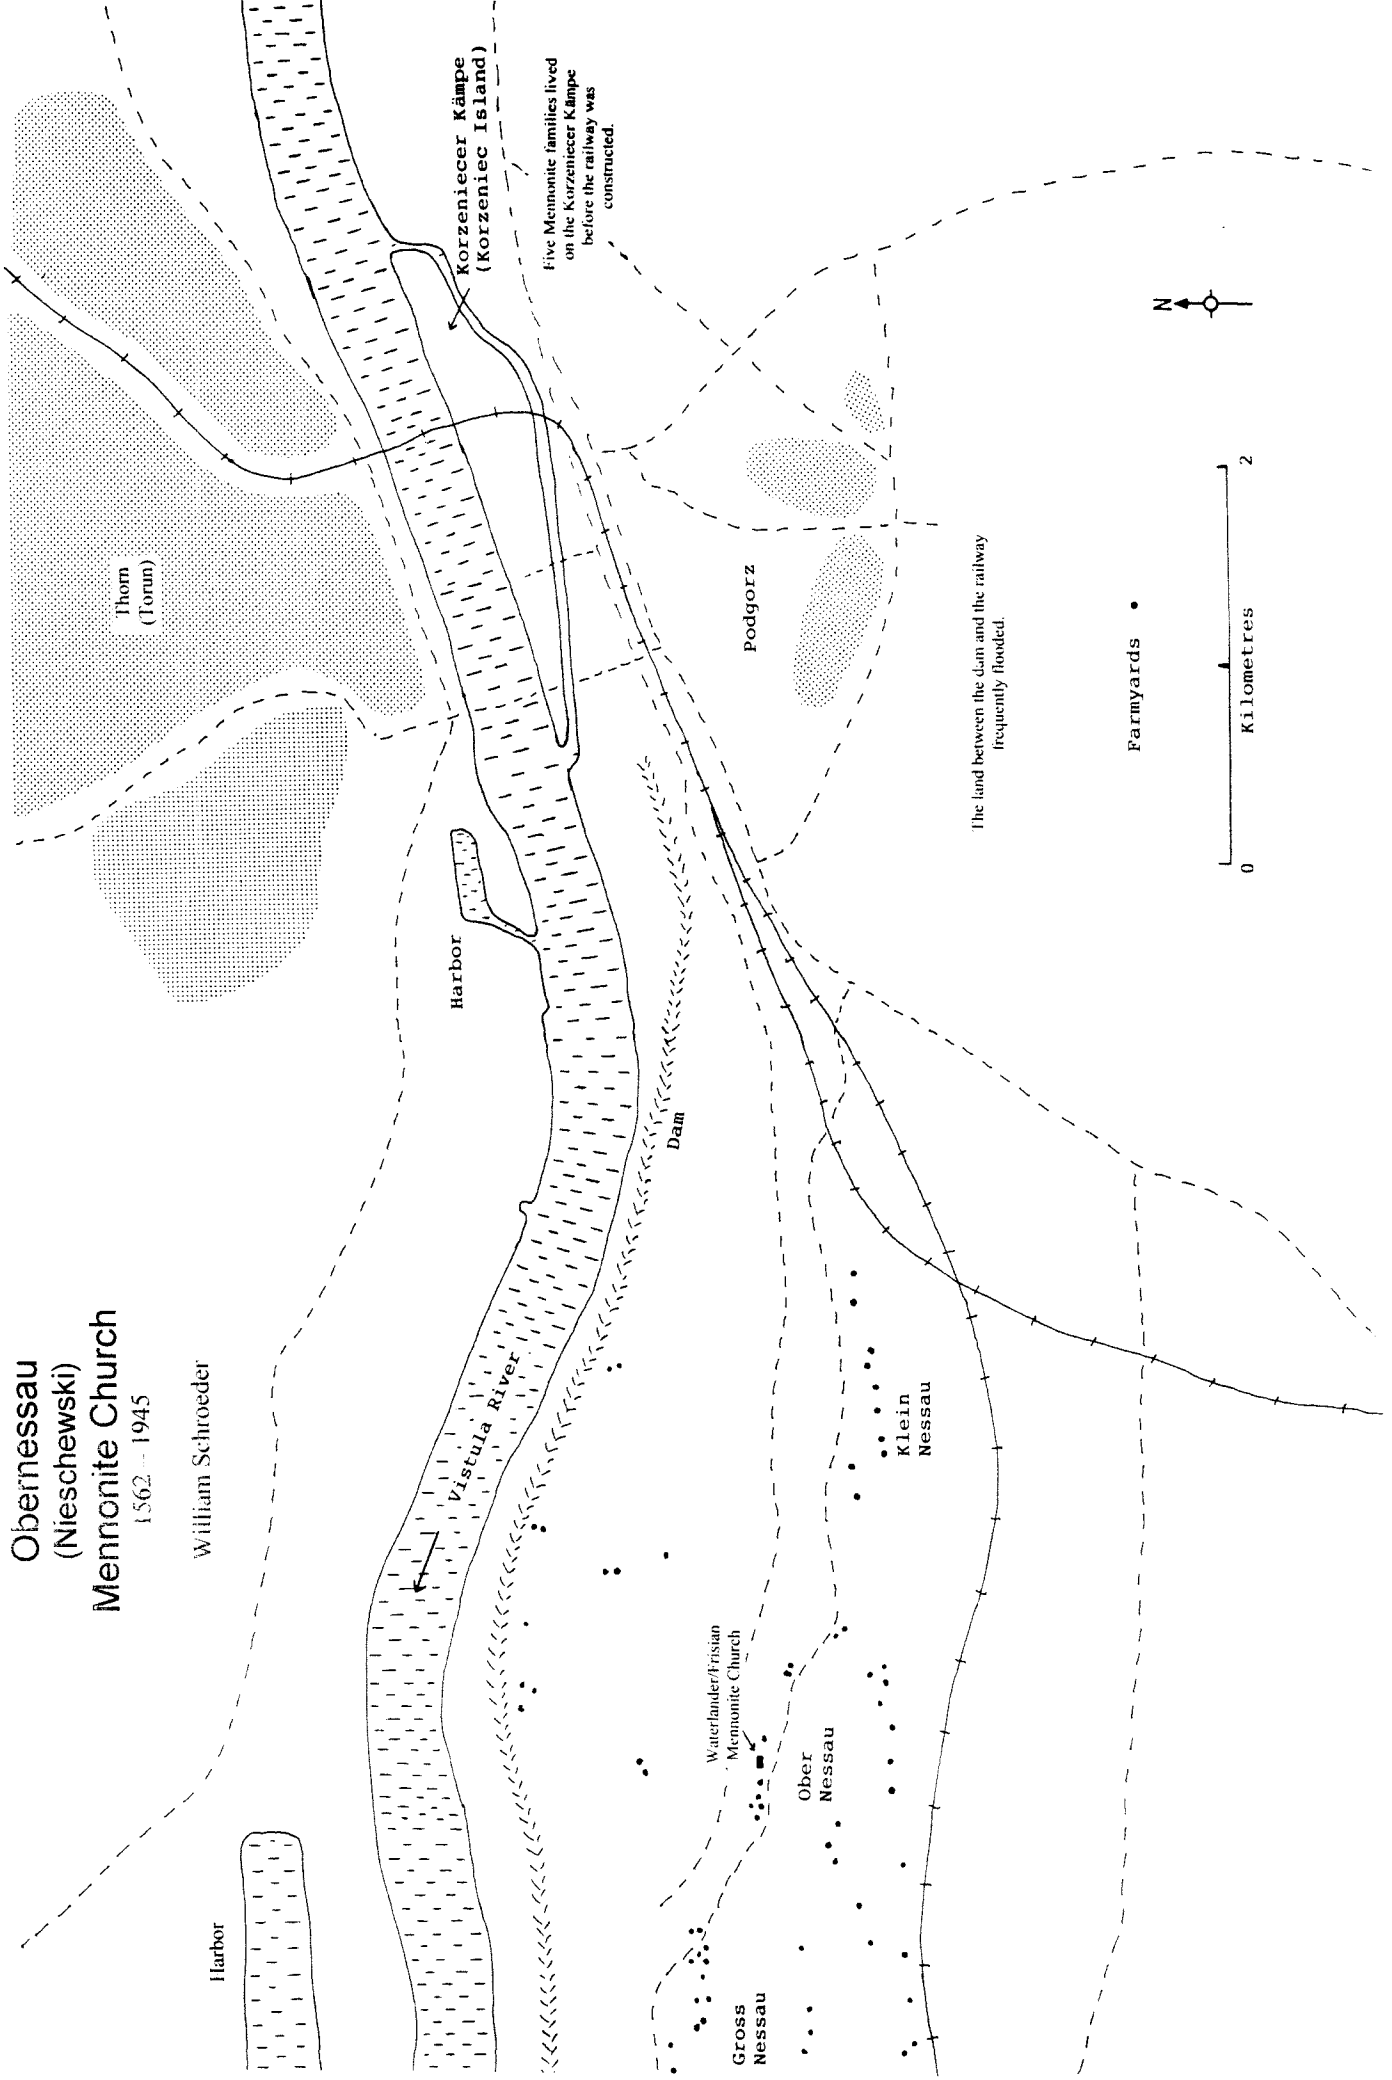 Obernessau
(Nieschewski)
Mennonite Church
1562 – 1945
William Schroeder
Thorn
(Torun)
Korzeniecer Kämpe
(Korzeniec Island)
Five Mennonite families lived
on the Korzeniecer Kämpe
before the railway was
constructed.
Harbor
Harbor
Vistula River
Dam
Podgorz
Waterlander/Frisian
Mennonite Church
Gross
Nessau
Ober
Nessau
Klein
Nessau
The land between the dam and the railway
frequently flooded.
N
Farmyards
0
2
Kilometres